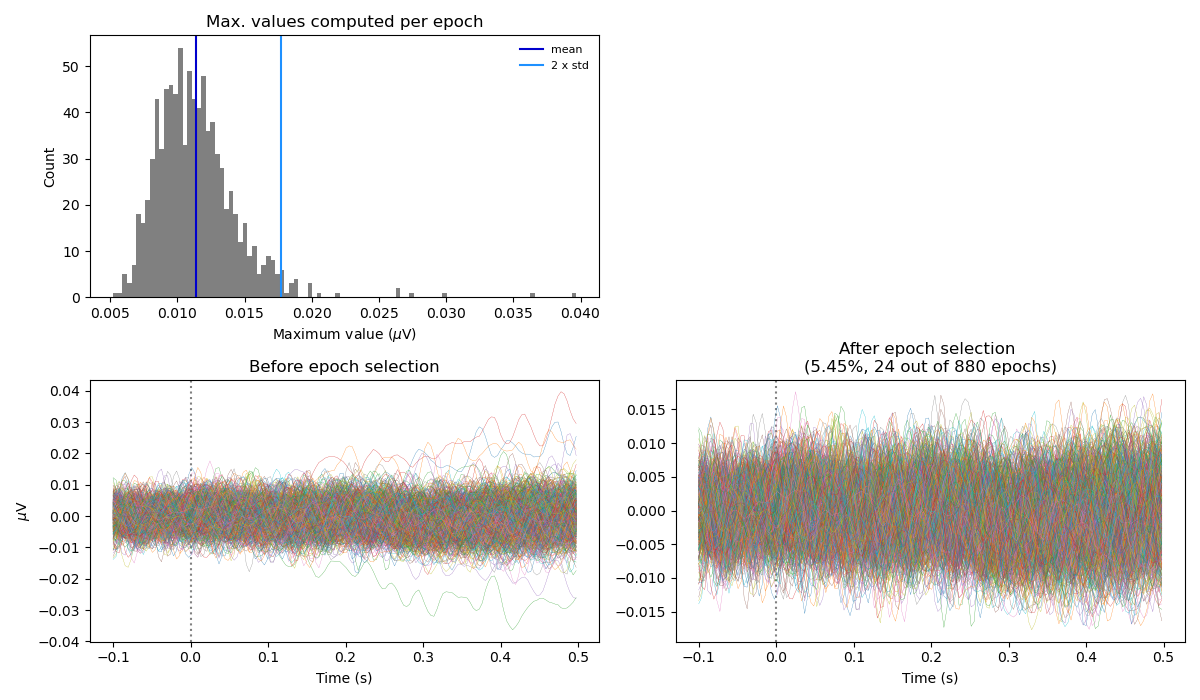 Max. values computed per epoch
mean
2 x std
50
40
30
20
10
0
Count
0.005 0.010 0.015 0.020 0.025 0.030 0.035 0.040
Maximum value (μV)
Before epoch selection
0.04
0.03
0.02
0.01
0.00
−0.01
−0.02
−0.03
−0.04
μV
−0.1 0.0 0.1 0.2 0.3 0.4 0.5
Time (s)
After epoch selection
(5.45%, 24 out of 880 epochs)
0.015
0.010
0.005
0.000
−0.005
−0.010
−0.015
−0.1 0.0 0.1 0.2 0.3 0.4 0.5
Time (s)